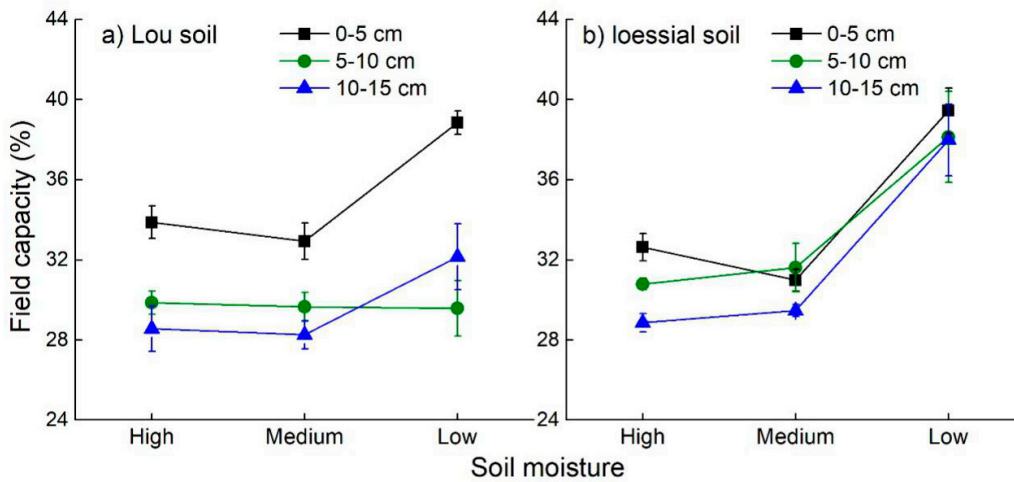 44
40
36
32
28
24
Field capacity (%)
a) Lou soil
0-5 cm
5-10 cm
10-15 cm
High Medium Low
b) loessial soil
0-5 cm
5-10 cm
10-15 cm
44
40
36
32
28
24
High Medium Low
Soil moisture